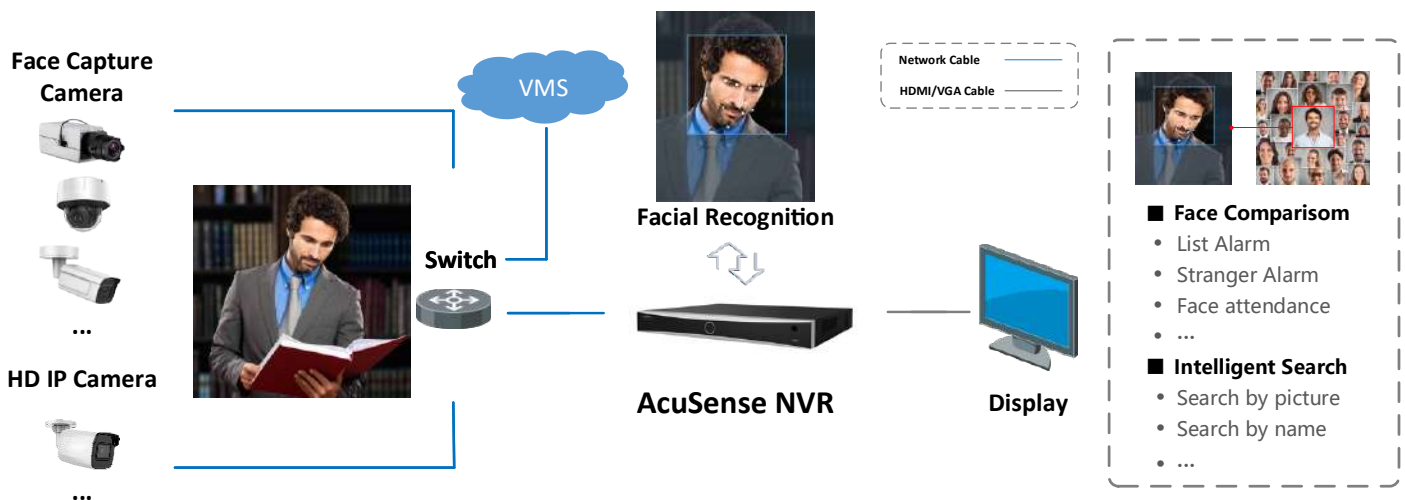 Face Capture
Camera
...
HD IP Camera
...
VMS
Switch
Facial Recognition
AcuSense NVR
Display
Network Cable
HDMI/VGA Cable
■ Face Comparisom
• List Alarm
• Stranger Alarm
• Face attendance
• ...
■ Intelligent Search
• Search by picture
• Search by name
• ...